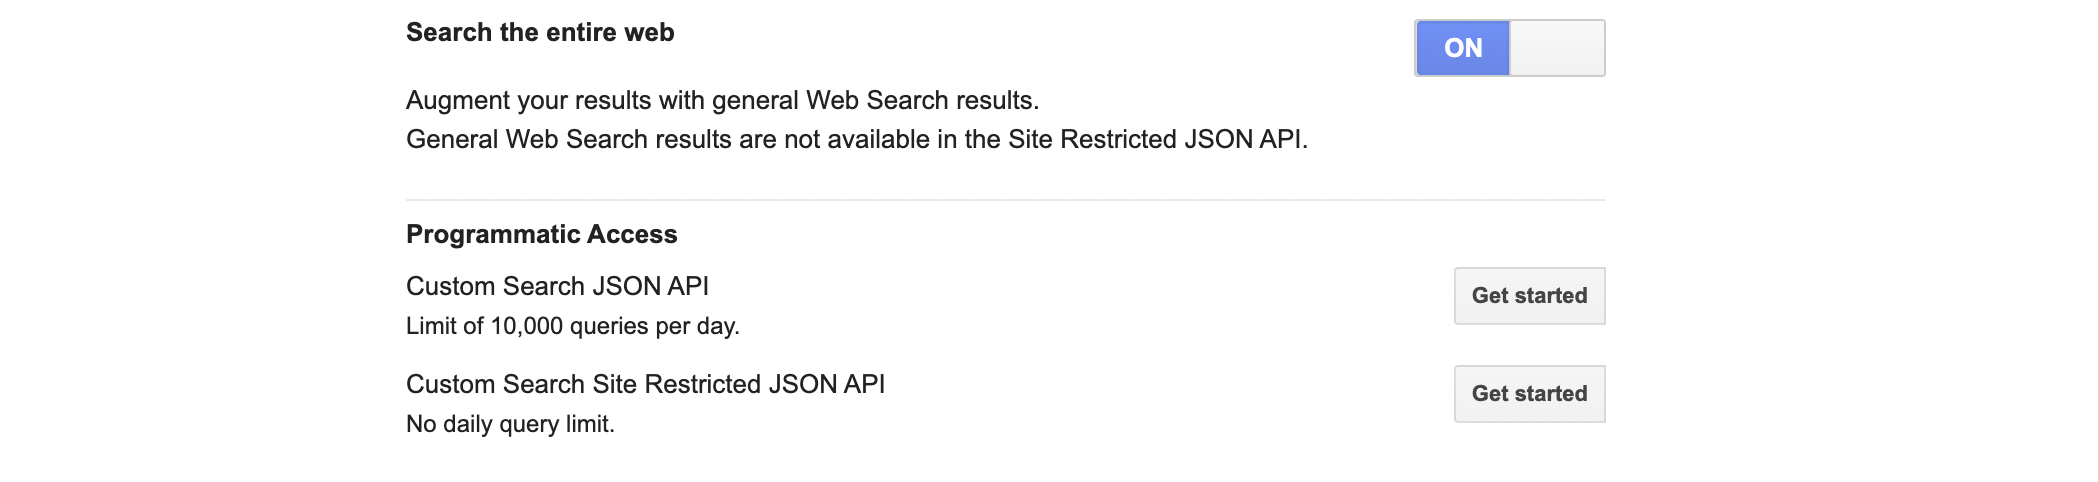 Search the entire web
ON
Augment your results with general Web Search results.
General Web Search results are not available in the Site Restricted JSON API.
Programmatic Access
Custom Search JSON API
Get started
Limit of 10,000 queries per day.
Custom Search Site Restricted JSON API
Get started
No daily query limit.